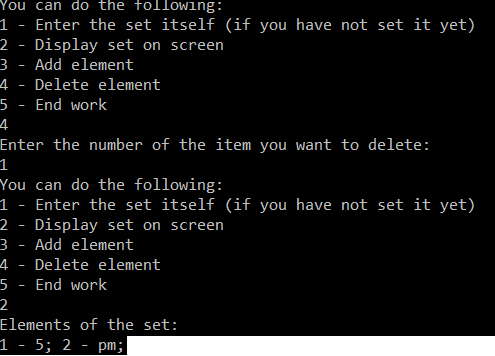 You can do the following:
1 - Enter the set itself (if you have not set it yet)
2 - Display set on screen
3 - Add element
4 - Delete element
5 - End work
4
Enter the number of the item you want to delete:
1
You can do the following:
1 - Enter the set itself (if you have not set it yet)
2 - Display set on screen
3 - Add element
4 - Delete element
5 - End work
2
Elements of the set:
1 - 5; 2 - pm;